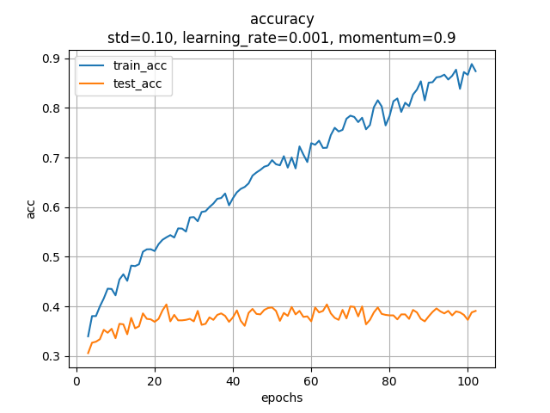 accuracy
std=0.10, learning_rate=0.001, momentum=0.9
train_acc
test_acc
0.9
0.8
0.7
0.6
0.5
0.4
0.3
acc
0
20
40
60
80
100
epochs